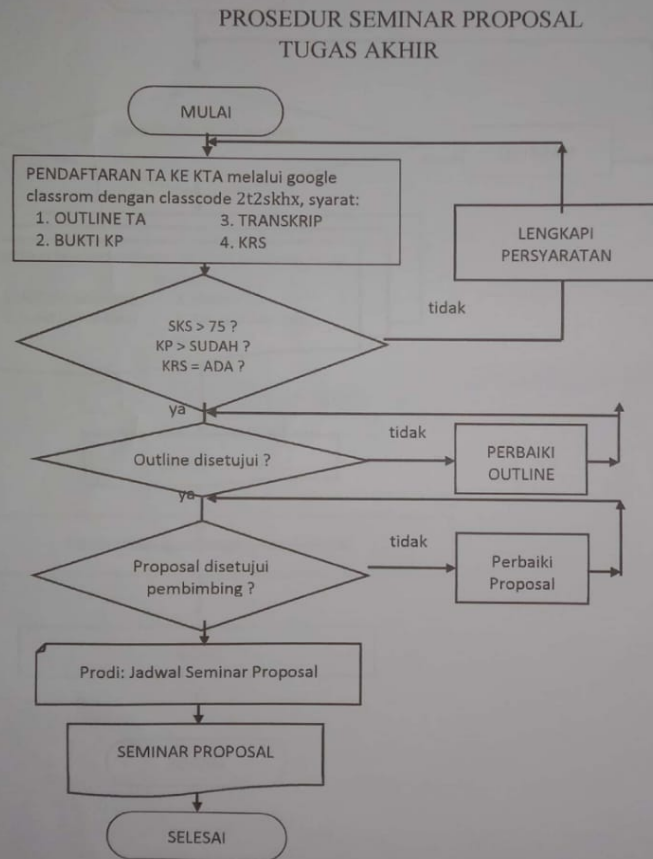 PROSEDUR SEMINAR PROPOSAL
TUGAS AKHIR
MULAI
PENDAFTARAN TA KE KTA melalui google
classrom dengan classcode 2t2skhx, syarat:
1. OUTLINE TA 3. TRANSKRIP
2. BUKTI KP 4. KRS
LENGKAPI
PERSYARATAN
tidak
SKS > 75 ?
KP > SUDAH ?
KRS = ADA ?
ya
tidak
Outline disetujui ?
PERBAIKI
OUTLINE
ya
tidak
Proposal disetujui
pembimbing ?
Perbaiki
Proposal
Prodi: Jadwal Seminar Proposal
SEMINAR PROPOSAL
SELESAI